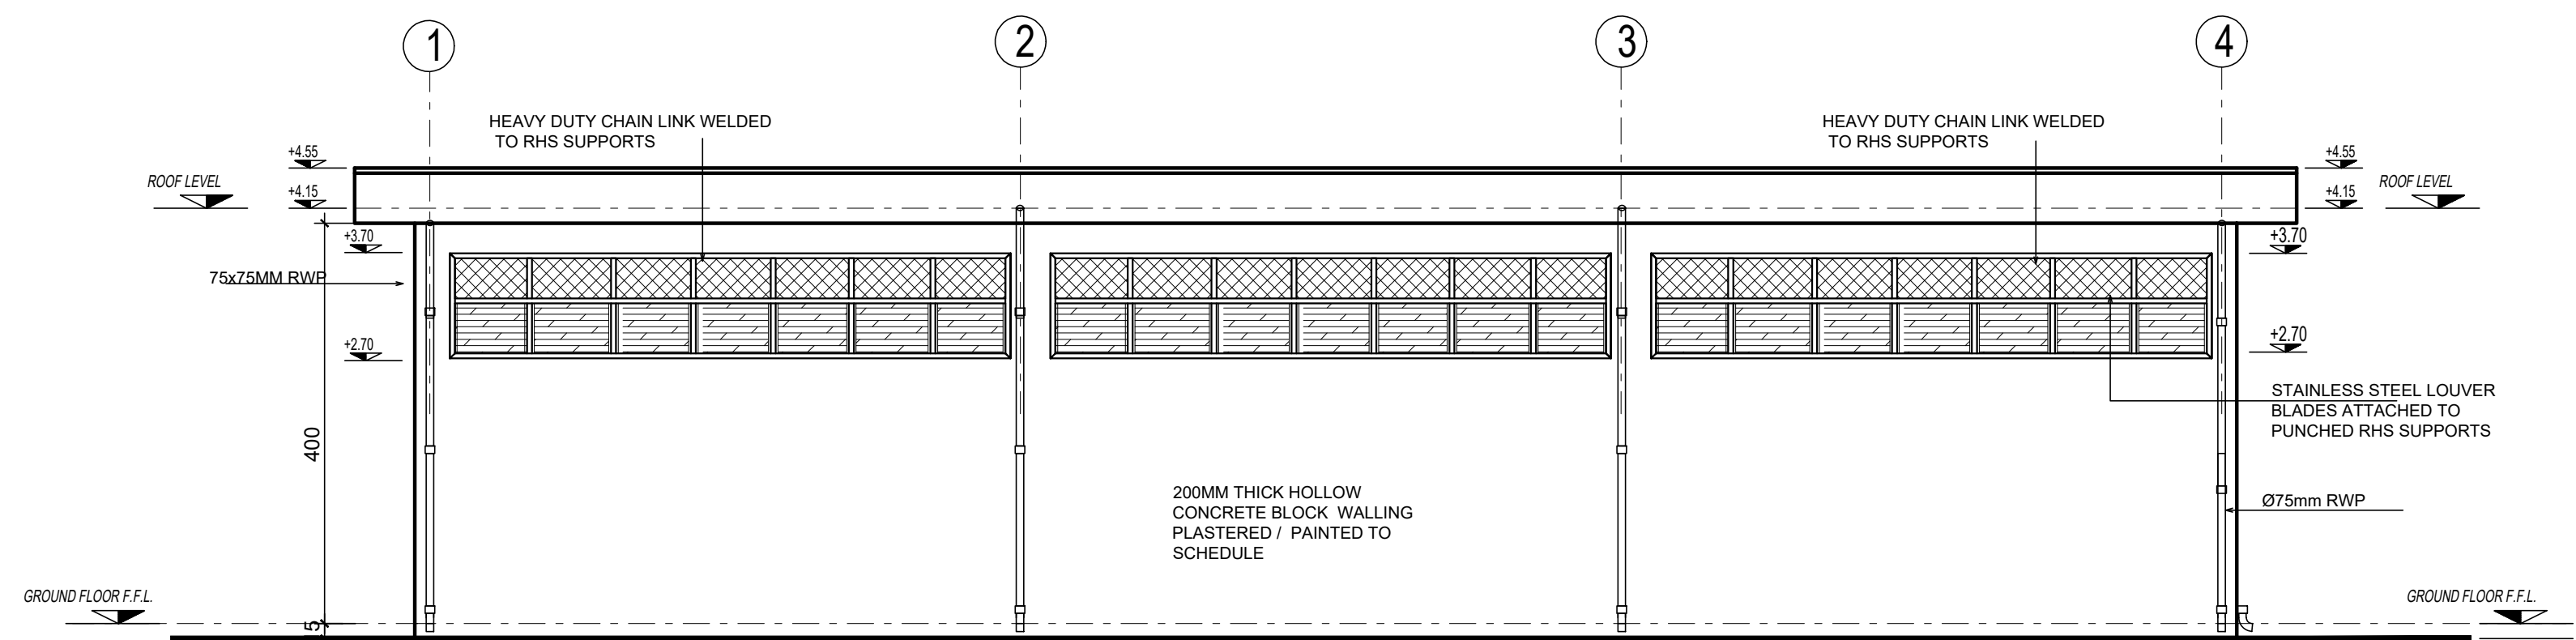 1
2
3
4
HEAVY DUTY CHAIN LINK WELDED
TO RHS SUPPORTS
HEAVY DUTY CHAIN LINK WELDED
TO RHS SUPPORTS
+4.55
+4.55
ROOF LEVEL
+4.15
+4.15
ROOF LEVEL
+3.70
+3.70
75x75MM RWP
+2.70
+2.70
STAINLESS STEEL LOUVER
BLADES ATTACHED TO
PUNCHED RHS SUPPORTS
400
200MM THICK HOLLOW
CONCRETE BLOCK WALLING
PLASTERED / PAINTED TO
SCHEDULE
Ø75mm RWP
GROUND FLOOR F.F.L.
GROUND FLOOR F.F.L.